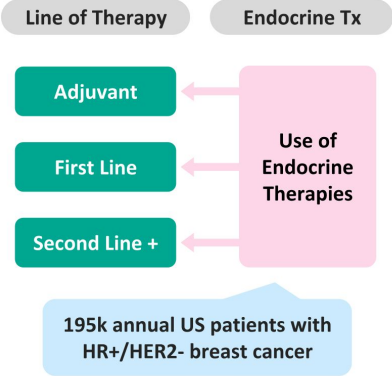 Line of Therapy
Endocrine Tx
Adjuvant
First Line
Second Line +
Use of
Endocrine
Therapies
195k annual US patients with
HR+/HER2- breast cancer